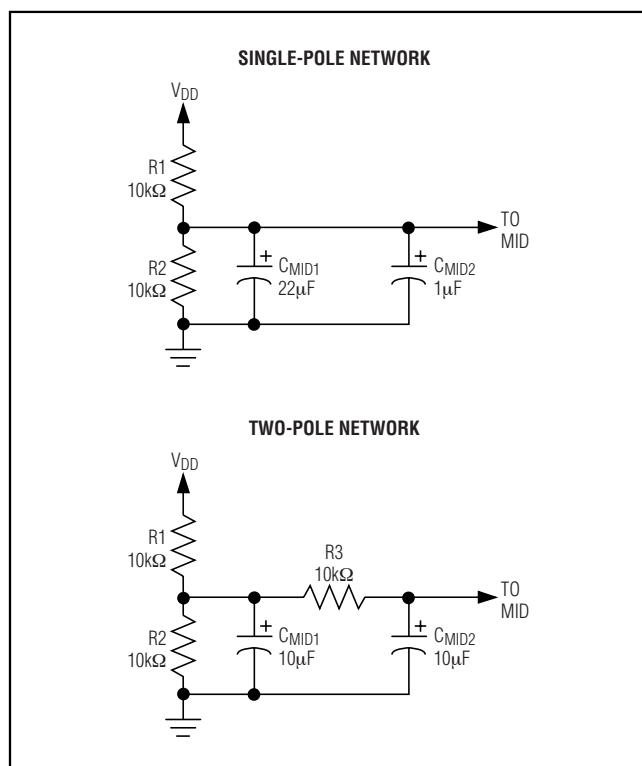 SINGLE-POLE NETWORK
VDD
R1
10kΩ
TO
MID
R2
10kΩ
+
CMID1
22µF
+
CMID2
1µF
TWO-POLE NETWORK
VDD
R1
10kΩ
R3
10kΩ
TO
MID
R2
10kΩ
+
CMID1
10µF
+
CMID2
10µF